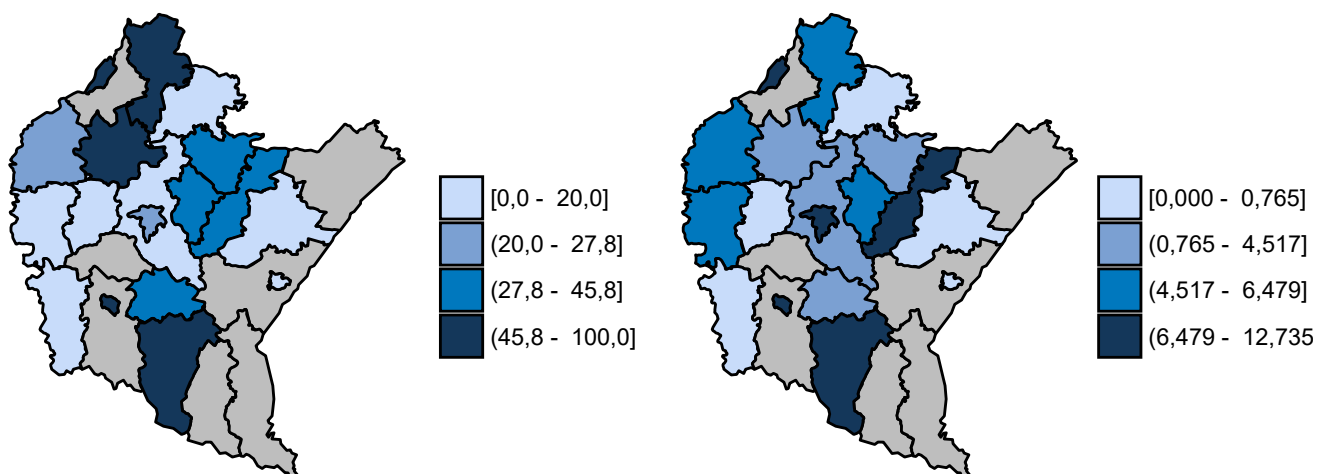 [0,0 - 20,0]
(20,0 - 27,8]
(27,8 - 45,8]
(45,8 - 100,0]
[0,000 - 0,765]
(0,765 - 4,517]
(4,517 - 6,479]
(6,479 - 12,735